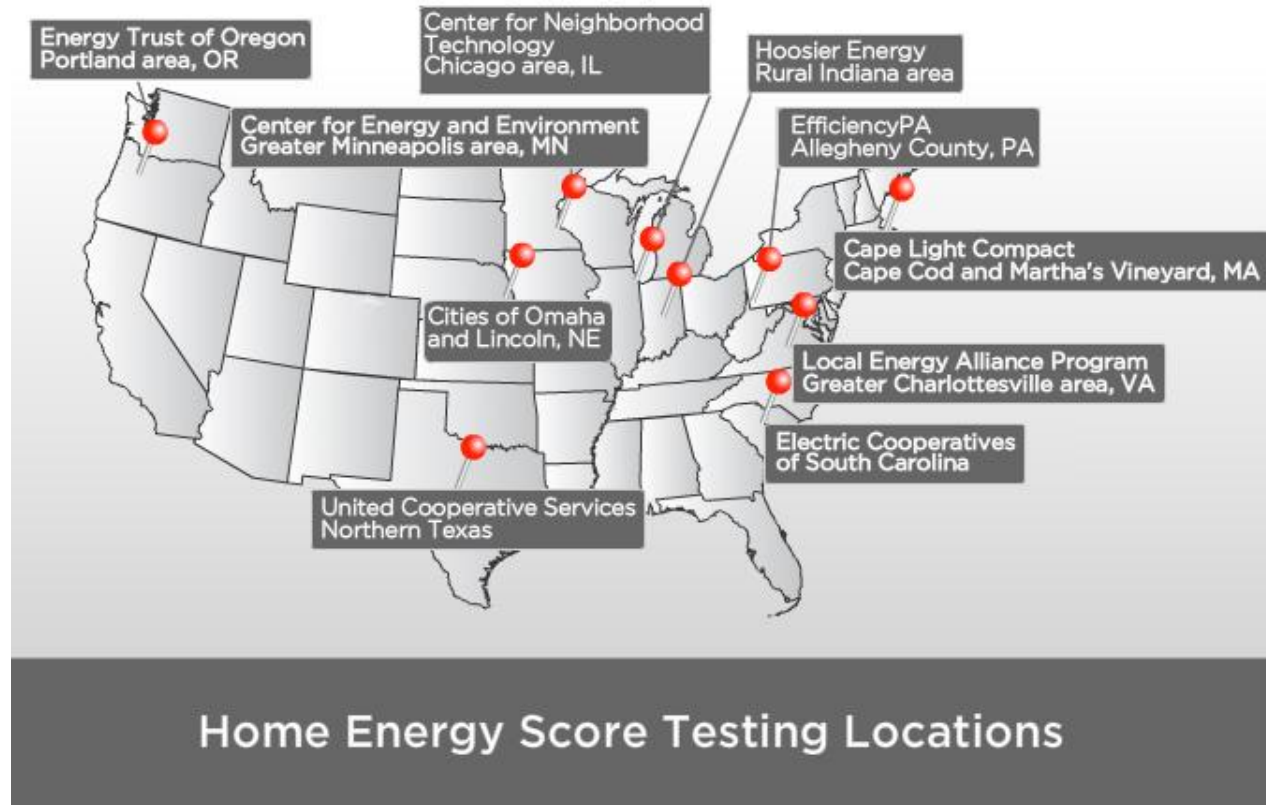 Energy Trust of Oregon
Portland area, OR
Center for Neighborhood
Technology
Chicago area, IL
Hoosier Energy
Rural Indiana area
Center for Energy and Environment
Greater Minneapolis area, MN
EfficiencyPA
Allegheny County, PA
Cape Light Compact
Cape Cod and Martha's Vineyard, MA
Cities of Omaha
and Lincoln, NE
Local Energy Alliance Program
Greater Charlottesville area, VA
Electric Cooperatives
of South Carolina
United Cooperative Services
Northern Texas
Home Energy Score Testing Locations